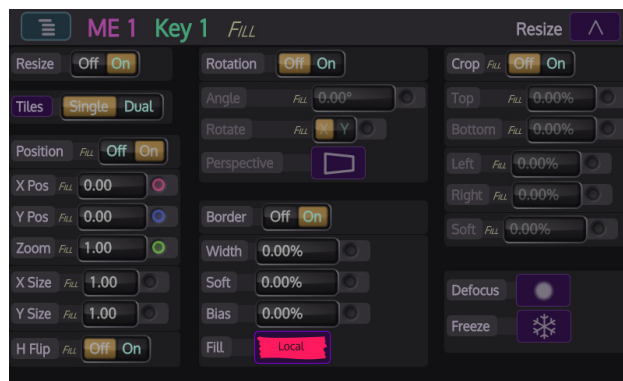 ME 1 Key 1 FILL Resize
Resize Off On
Tiles Single Dual
Position FILL Off On
X Pos FILL 0.00
Y Pos FILL 0.00
Zoom FILL 1.00
X Size FILL 1.00
Y Size FILL 1.00
H Flip FILL Off On
Rotation Off On
Angle FILL 0.00°
Rotate FILL X Y
Perspective
Border Off On
Width 0.00%
Soft 0.00%
Bias 0.00%
Fill Local
Crop FILL Off On
Top FILL 0.00%
Bottom FILL 0.00%
Left FILL 0.00%
Right FILL 0.00%
Soft FILL 0.00%
Defocus
Freeze